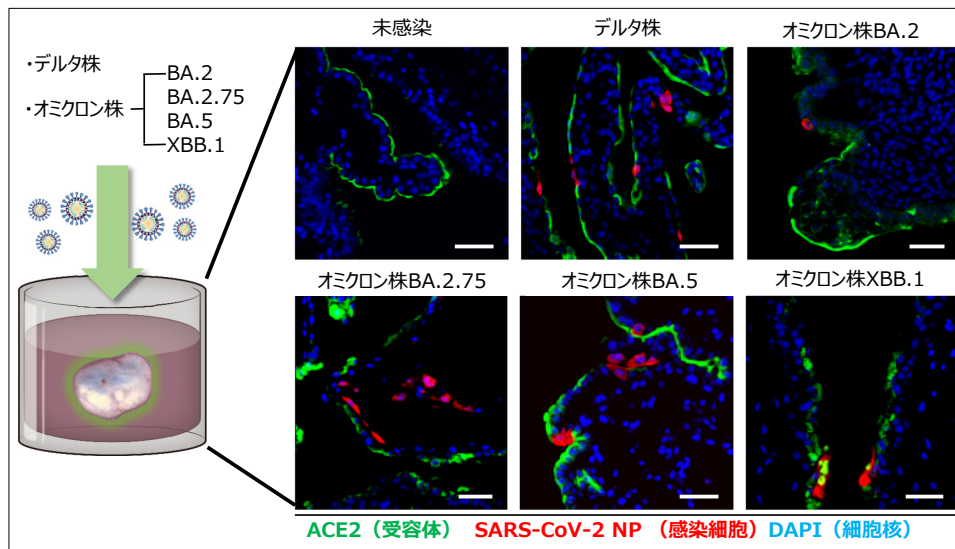 ・デルタ株
・オミクロン株
BA.2
BA.2.75
BA.5
XBB.1
未感染
デルタ株
オミクロン株BA.2
オミクロン株BA.2.75
オミクロン株BA.5
オミクロン株XBB.1
ACE2（受容体） SARS-CoV-2 NP （感染細胞） DAPI（細胞核）